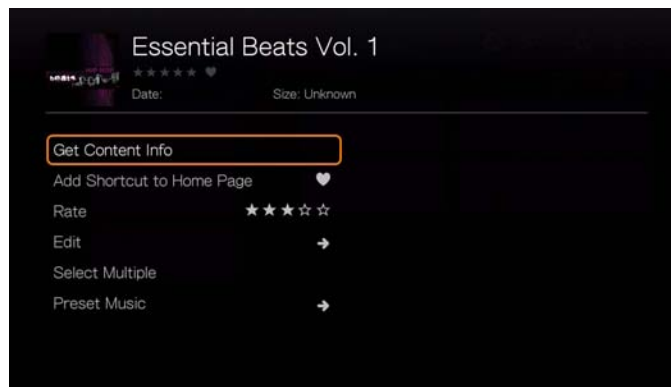 Essential Beats Vol. 1
Date: Size: Unknown
Get Content Info
Add Shortcut to Home Page
Rate
Edit
Select Multiple
Preset Music